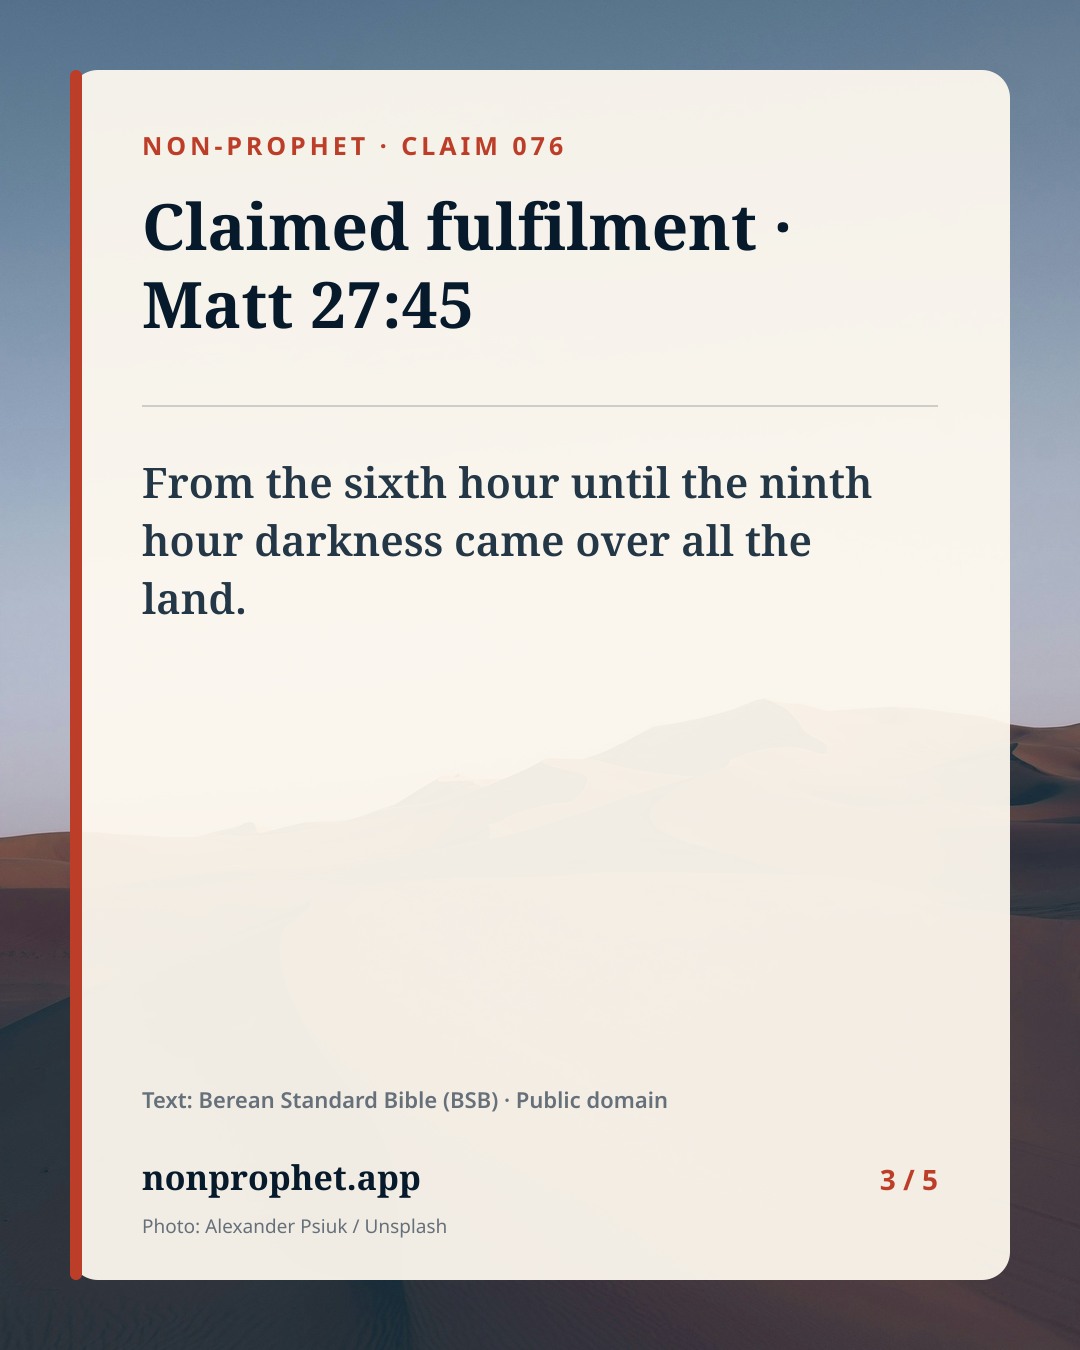 NON-PROPHET · CLAIM 076
Claimed fulfilment ·
Matt 27:45
From the sixth hour until the ninth
hour darkness came over all the
land.
Text: Berean Standard Bible (BSB) · Public domain
nonprophet.app
3 / 5
Photo: Alexander Psiuk / Unsplash